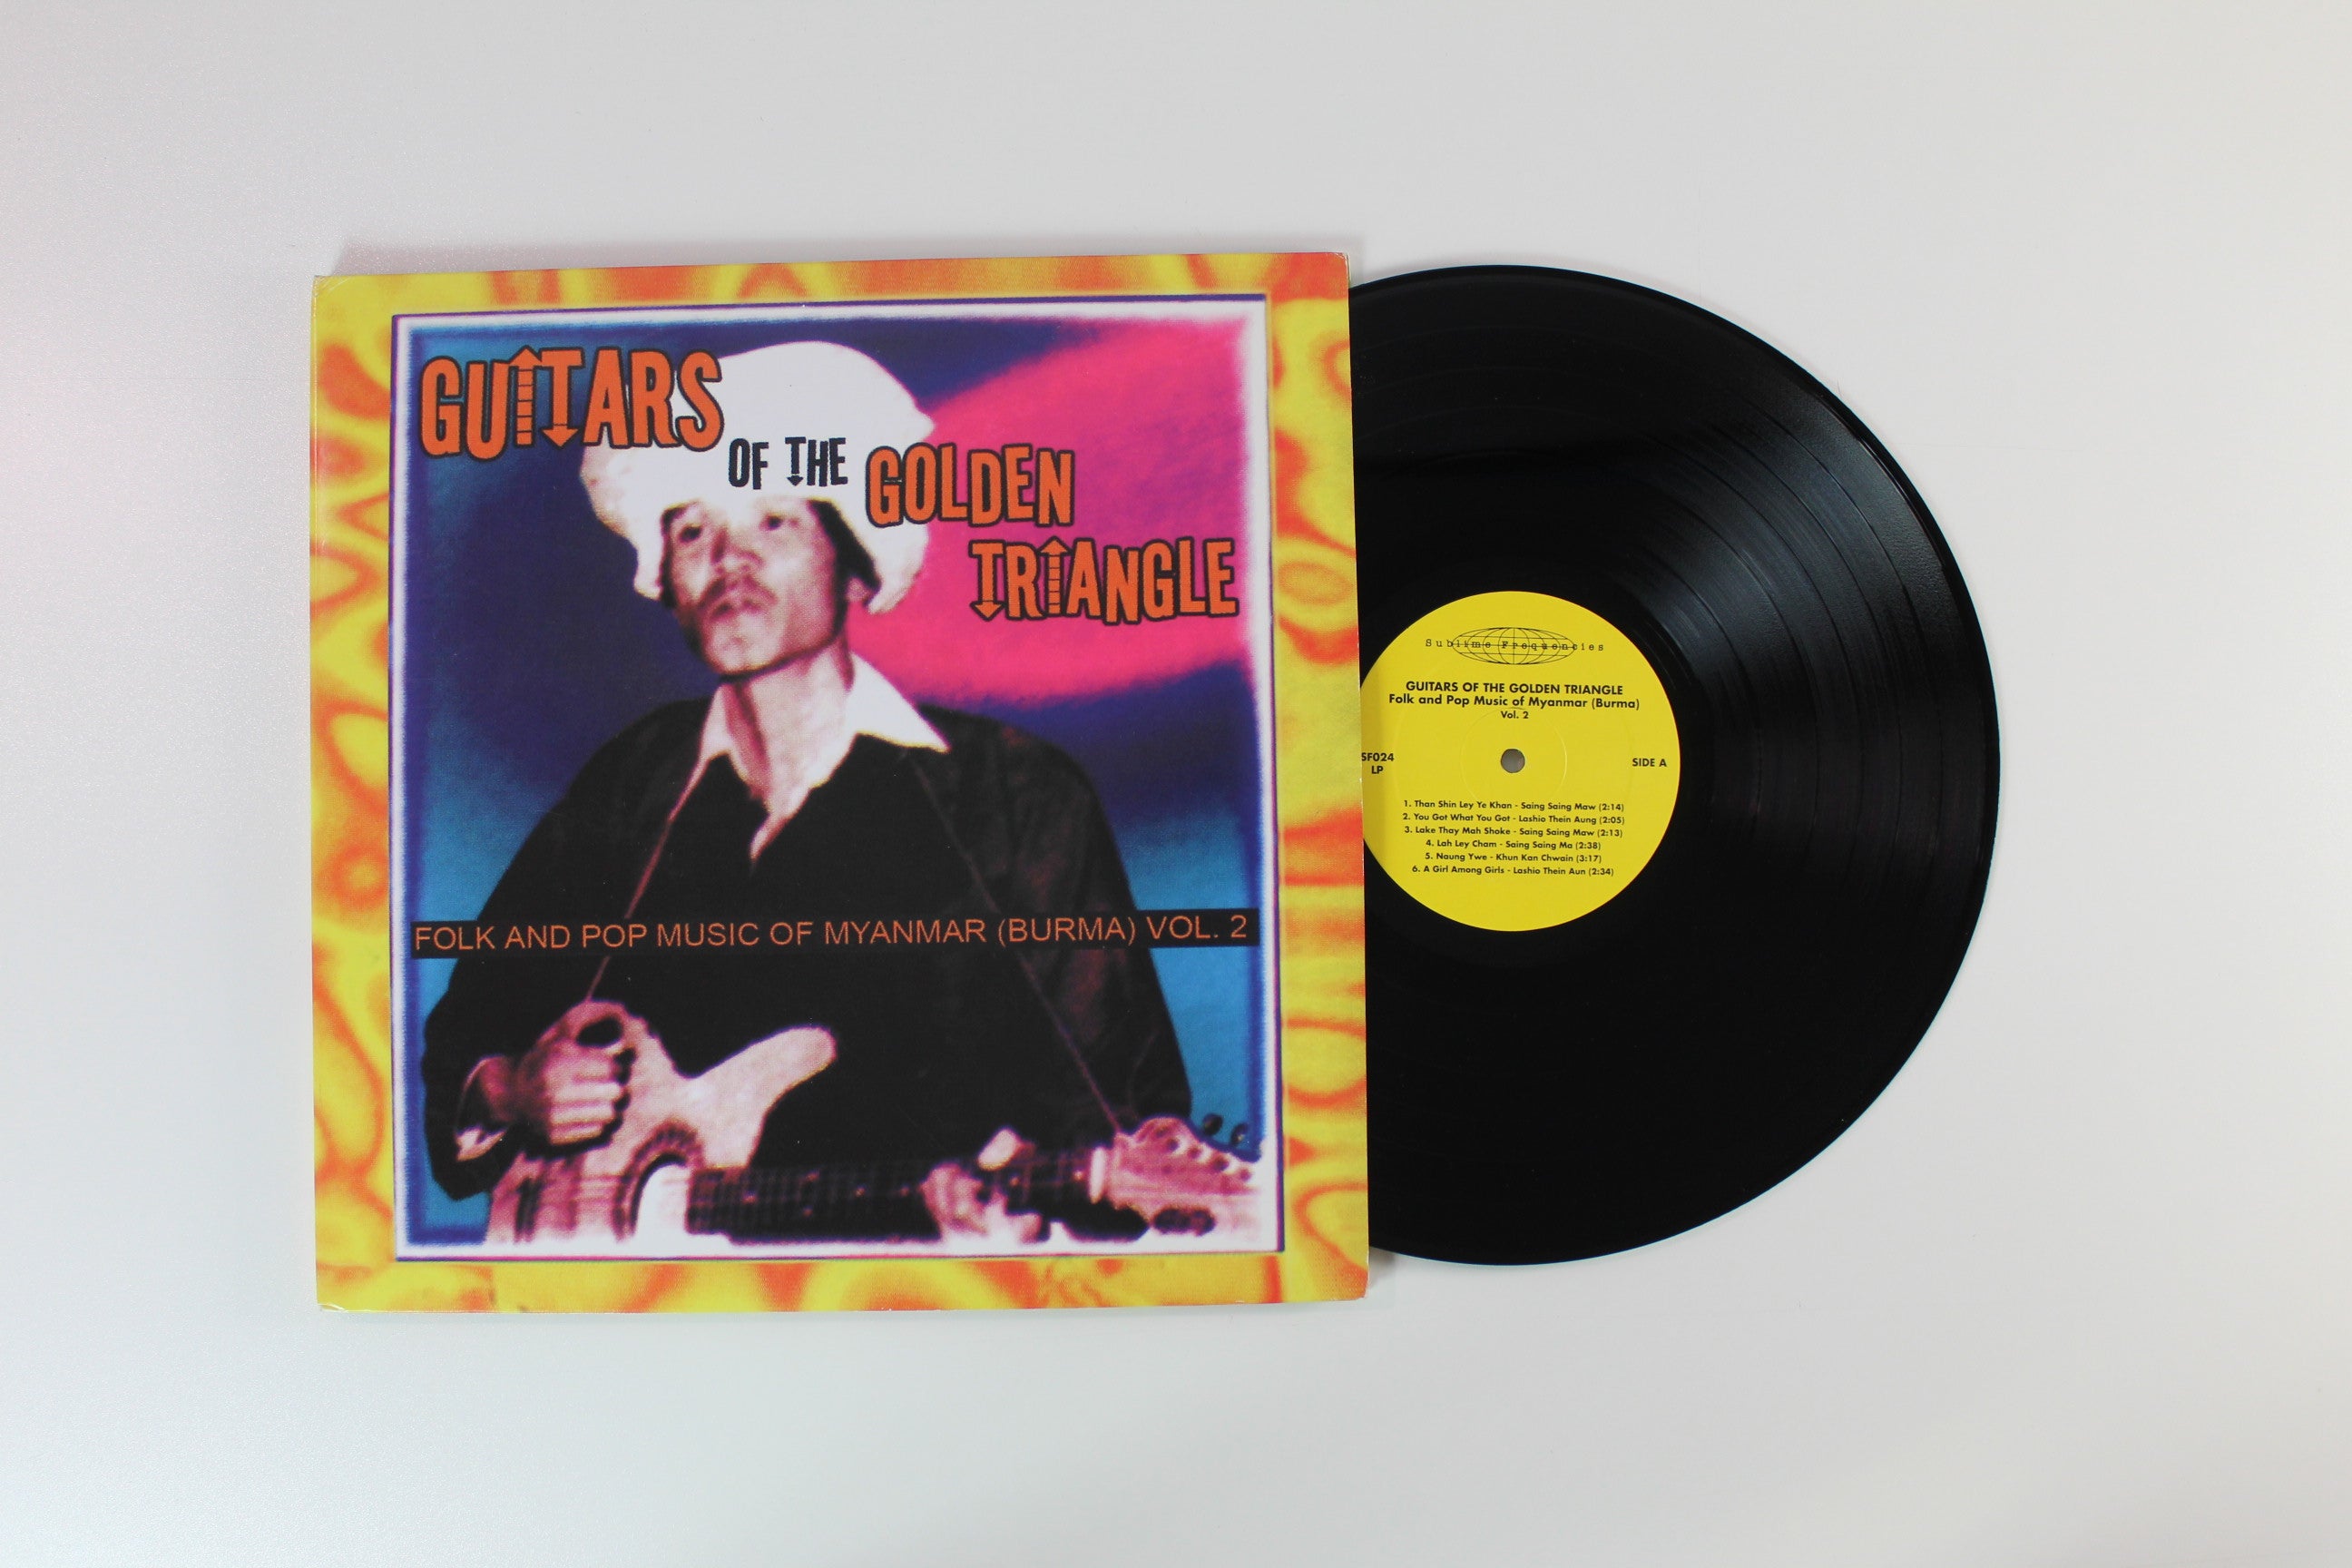 GUITARS
OF THE GOLDEN
TRIANGLE
FOLK AND POP MUSIC OF MYANMAR (BURMA) VOL. 2
Sublime Frequencies
GUITARS OF THE GOLDEN TRIANGLE
Folk and Pop Music of Myanmar (Burma)
Vol. 2
SF024
LP
SIDE A
1. Than Shin Ley Ye Khan - Saing Saing Maw (2:14)
2. You Got What You Got - Lashio Thein Aung (2:05)
3. Lake Thay Mah Shoke - Saing Saing Maw (2:13)
4. Lah Ley Cham - Saing Saing Ma (2:38)
5. Naung Ywe - Khun Kan Chwain (3:17)
6. A Girl Among Girls - Lashio Thein Aun (2:34)